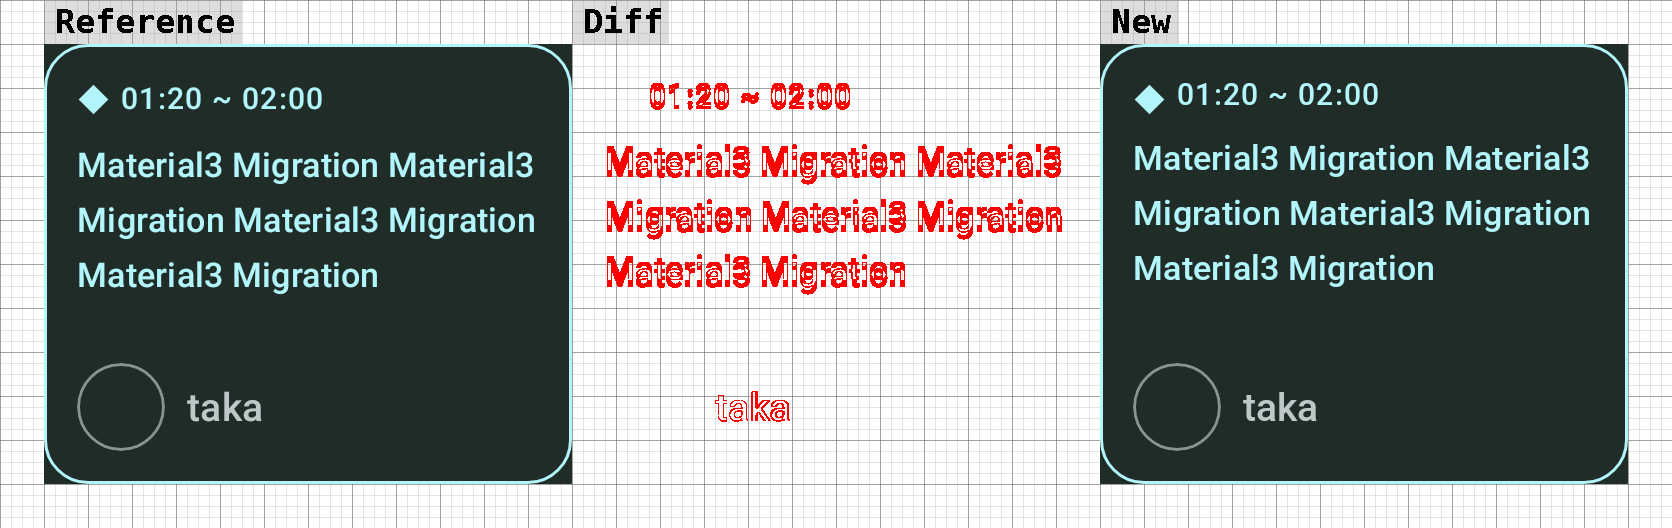 Reference
Diff
New
01:20 ~ 02:00
Material3 Migration Material3
Migration Material3 Migration
Material3 Migration
taka
01:20 ~ 02:00
Material3 Migration Material3
Migration Material3 Migration
Material3 Migration
taka
01:20 ~ 02:00
Material3 Migration Material3
Migration Material3 Migration
Material3 Migration
taka